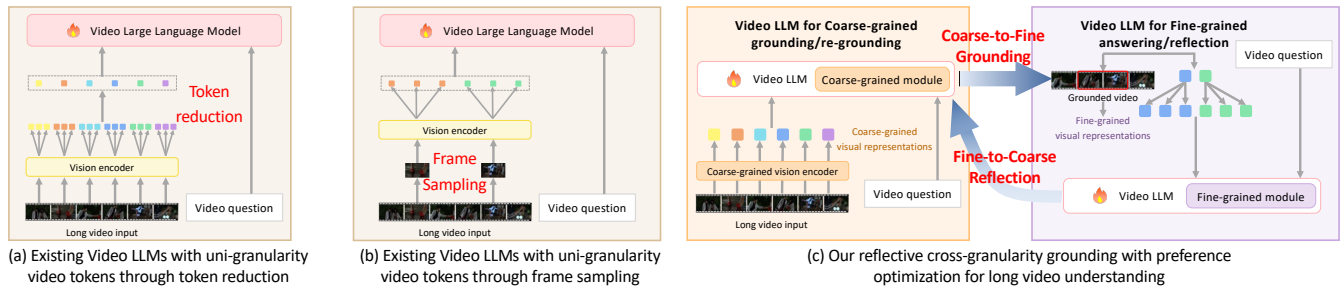 Video Large Language Model
Token
reduction
Vision encoder
Video question
Long video input
(a) Existing Video LLMs with uni-granularity
video tokens through token reduction
Video Large Language Model
Vision encoder
Frame
Sampling
Video question
Long video input
(b) Existing Video LLMs with uni-granularity
video tokens through frame sampling
Video LLM for Coarse-grained
grounding/re-grounding
Video LLM
Coarse-grained module
Coarse-grained
visual representations
Coarse-grained vision encoder
Video question
Long video input
Coarse-to-Fine
Grounding
Fine-to-Coarse
Reflection
Video LLM for Fine-grained
answering/reflection
Video question
Grounded video
Fine-grained
visual representations
Video LLM
Fine-grained module
(c) Our reflective cross-granularity grounding with preference
optimization for long video understanding